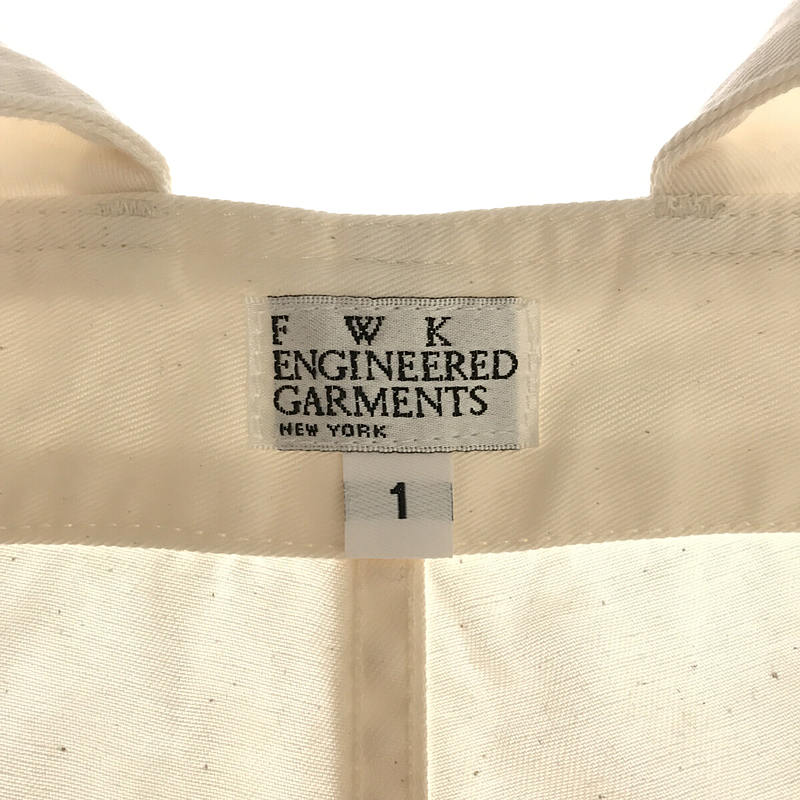 F W K
ENGINEERED
GARMENTS
NEW YORK
1